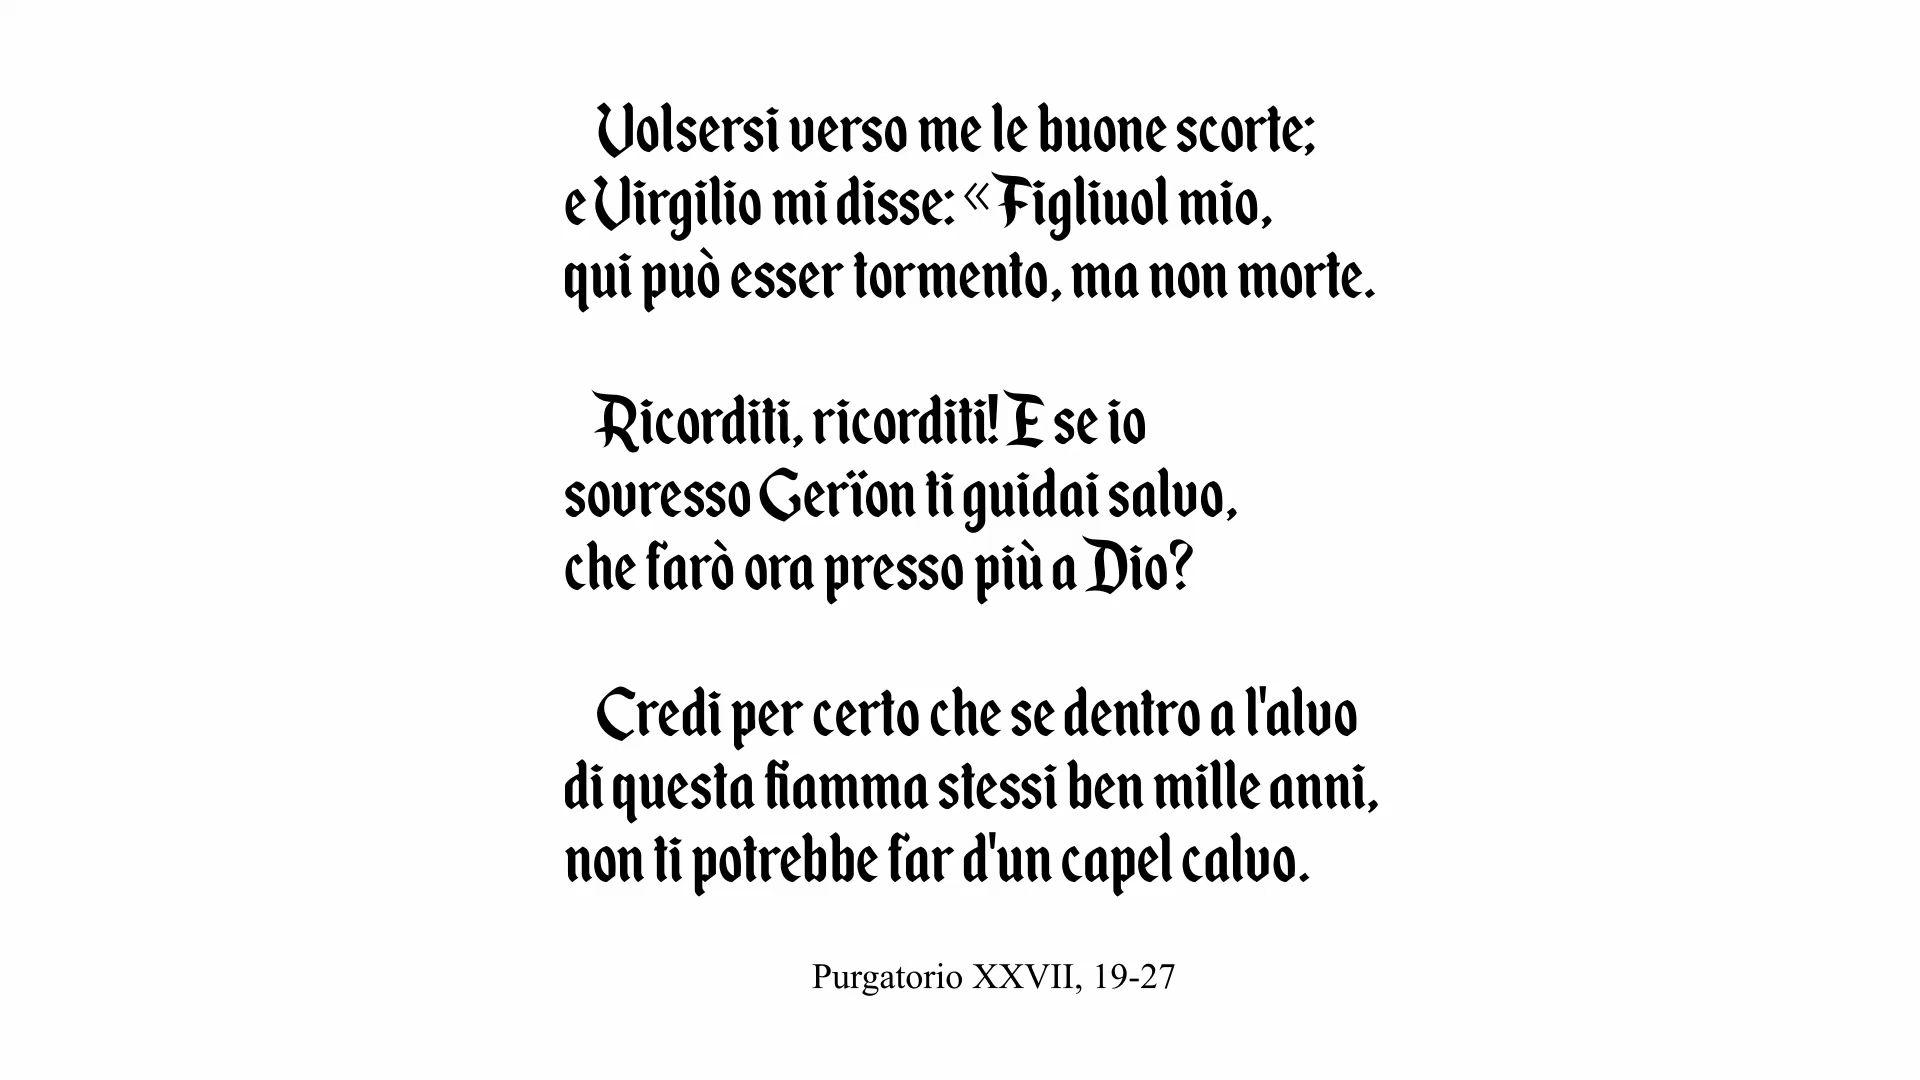 Volsersi verso me le buone scorte;
e Virgilio mi disse: «Figliuol mio,
qui può esser tormento, ma non morte.
Ricorditi, ricorditi! E se io
sovresso Gerïon ti guidai salvo,
che farò ora presso più a Dio?
Credi per certo che se dentro a l'alvo
di questa fiamma stessi ben mille anni,
non ti potrebbe far d'un capel calvo.
Purgatorio XXVII, 19-27